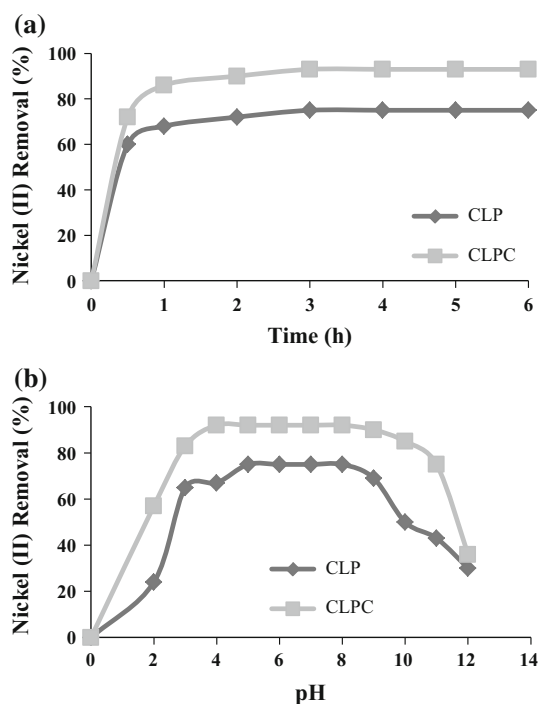 (a)
Nickel (II) Removal (%)
100
80
60
40
20
0
CLP
CLPC
0 1 2 3 4 5 6
Time (h)
(b)
Nickel (II) Removal (%)
100
80
60
40
20
0
CLP
CLPC
0 2 4 6 8 10 12 14
pH